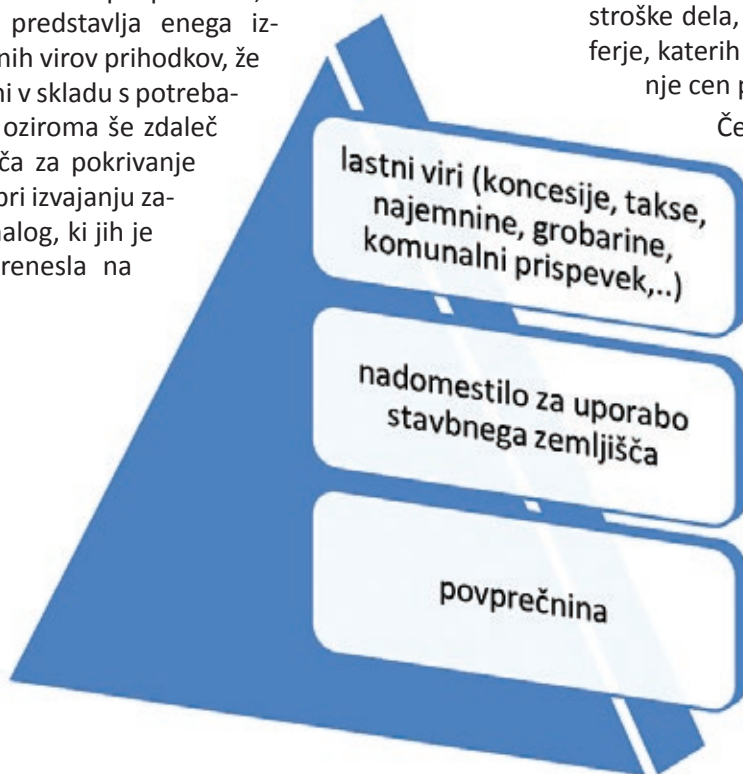 predstavlja enega iz-
nih virov prihodkov, že
ni v skladu s potreba-
oziroma še zdaleč
ča za pokrivanje
pri izvajanju za-
nalog, ki jih je
renesla na
stroške dela,
ferje, katerih
nje cen p
Če
lastni viri (koncesije, takse,
najemnine, grobarine,
komunalni prispevek,..)
nadomestilo za uporabo
stavbnega zemljišča
povprečnina